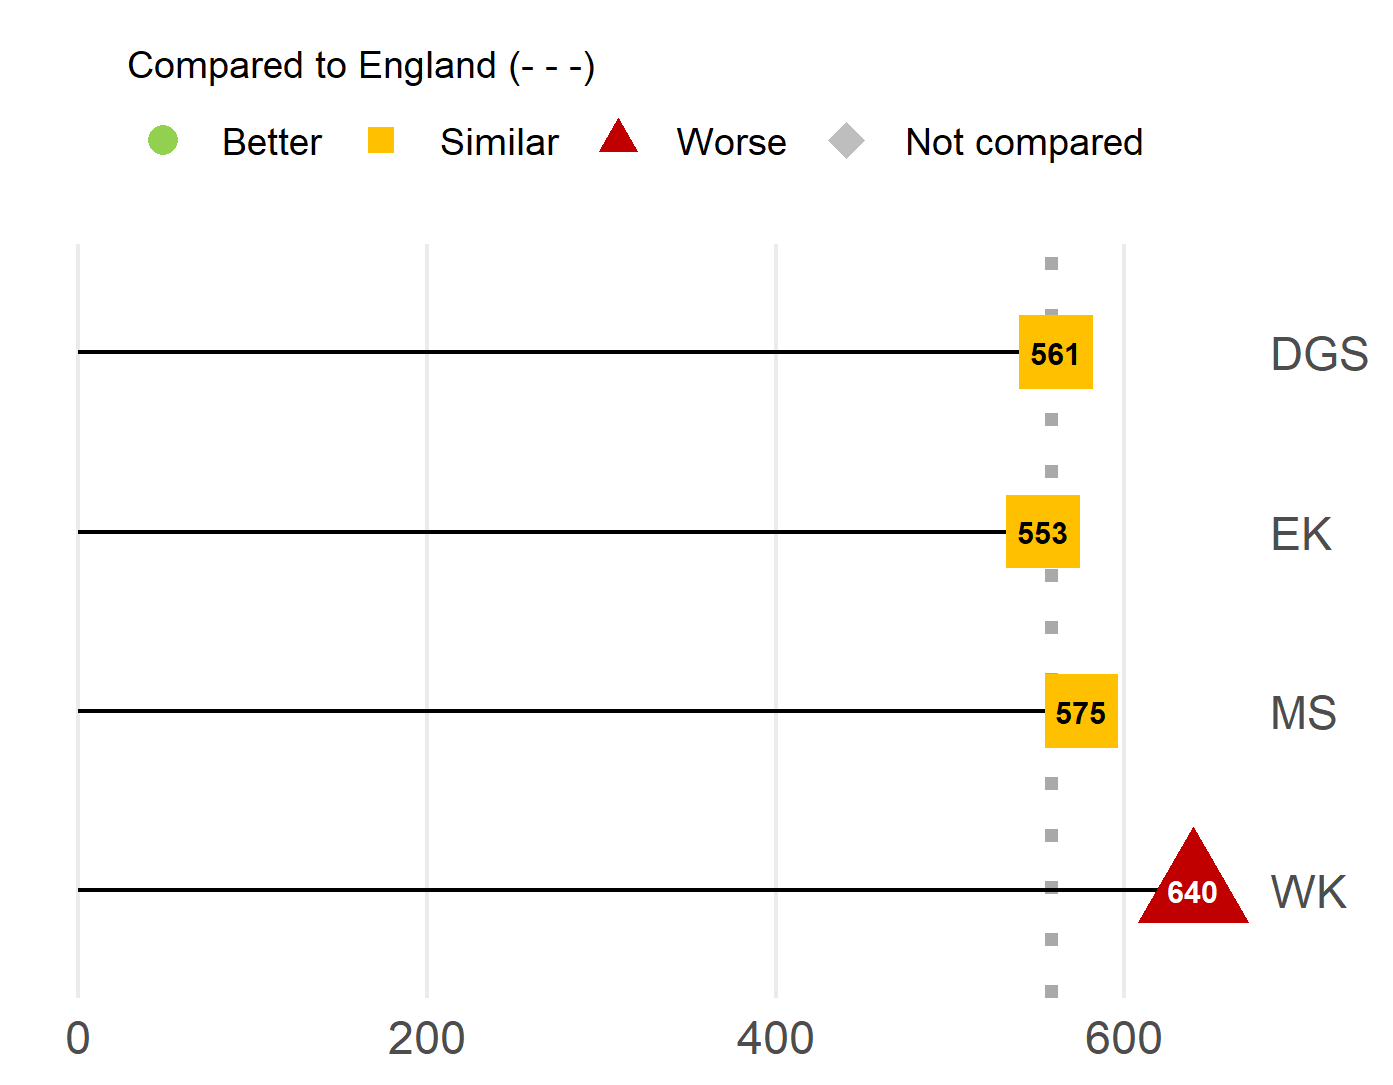 Compared to England (- - -)
Better Similar Worse Not compared
561 DGS
553 EK
575 MS
640 WK
0 200 400 600